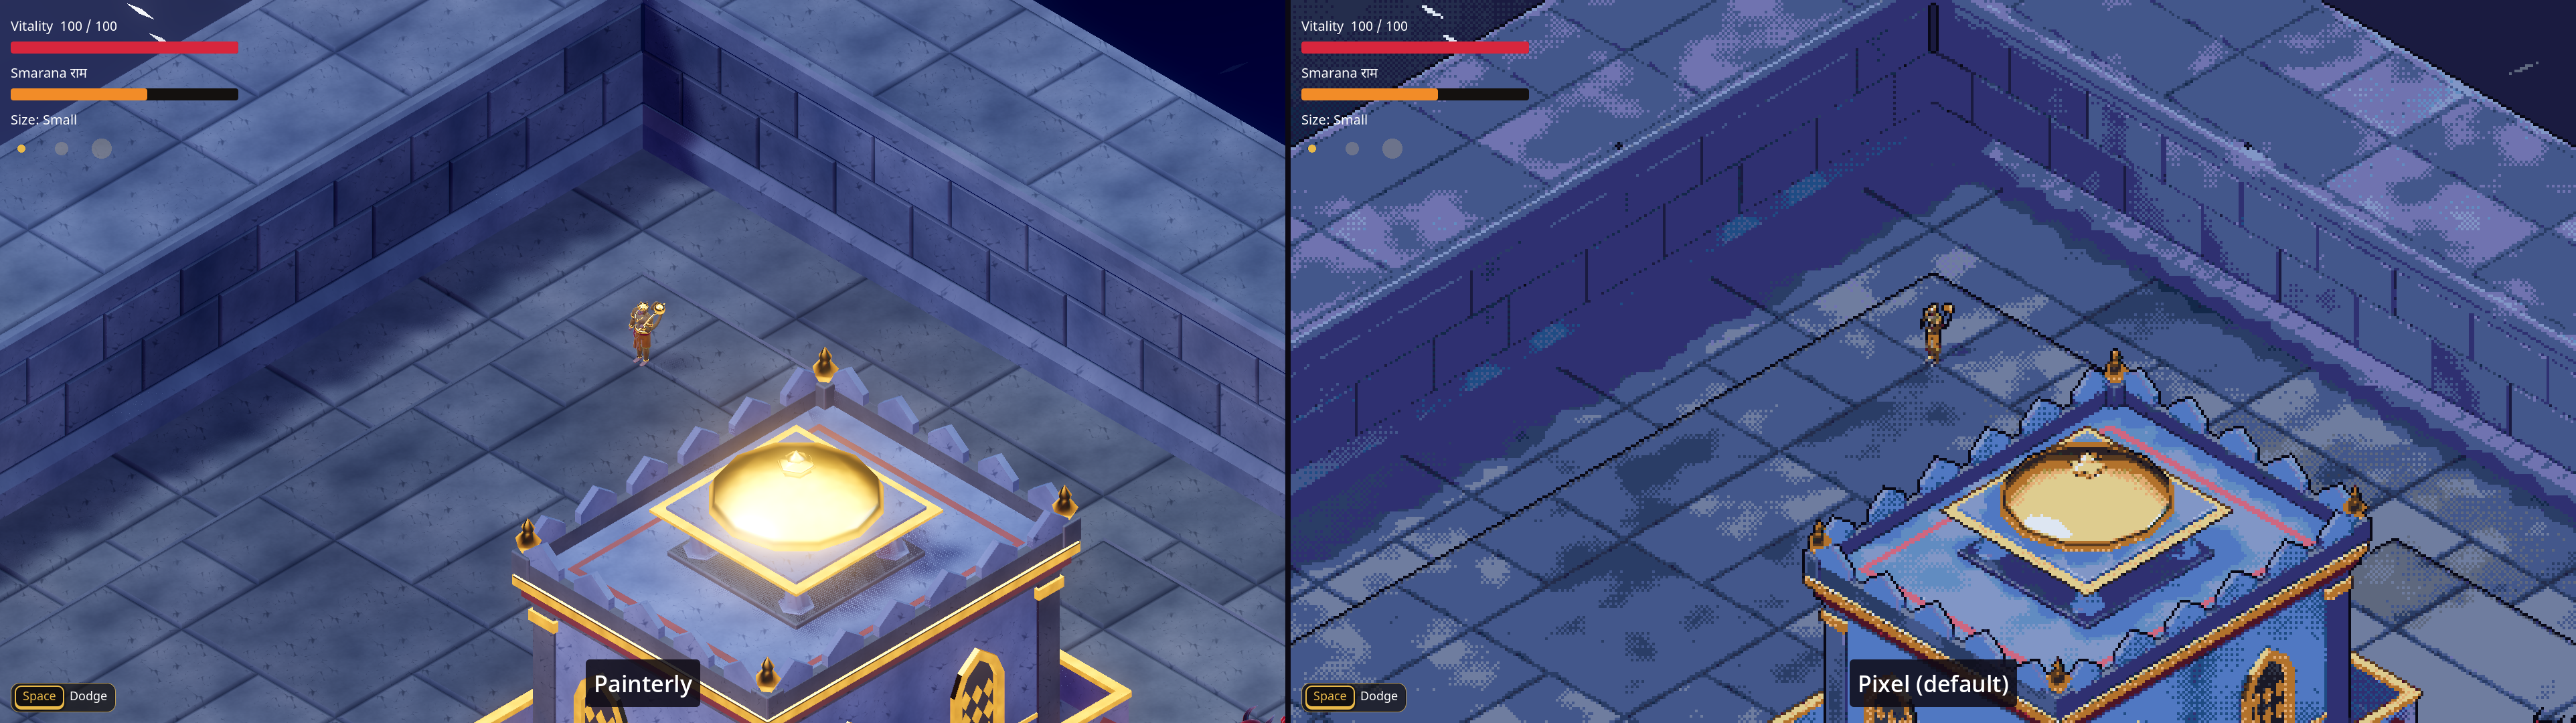 Vitality 100 / 100
Smarana राम
Size: Small
Space Dodge
Painterly
Vitality 100 / 100
Smarana राम
Size: Small
Space Dodge
Pixel (default)